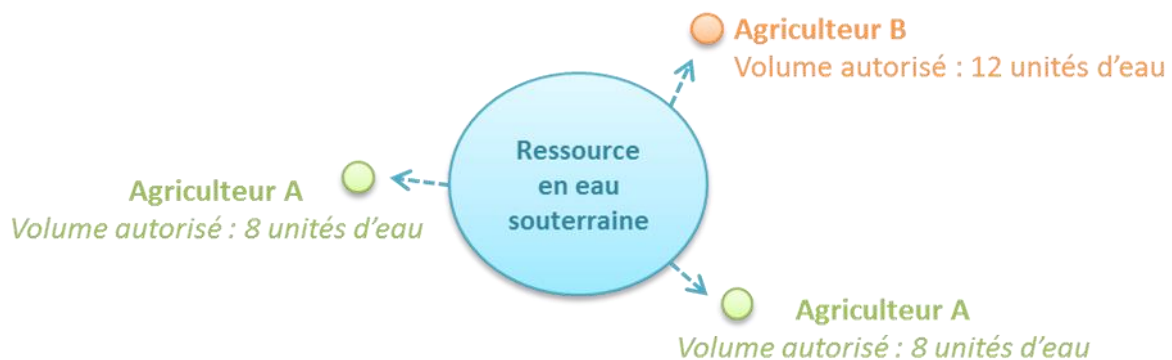 Agriculteur B
Volume autorisé : 12 unités d’eau
Ressource
en eau
souterraine
Agriculteur A
Volume autorisé : 8 unités d’eau
Agriculteur A
Volume autorisé : 8 unités d’eau